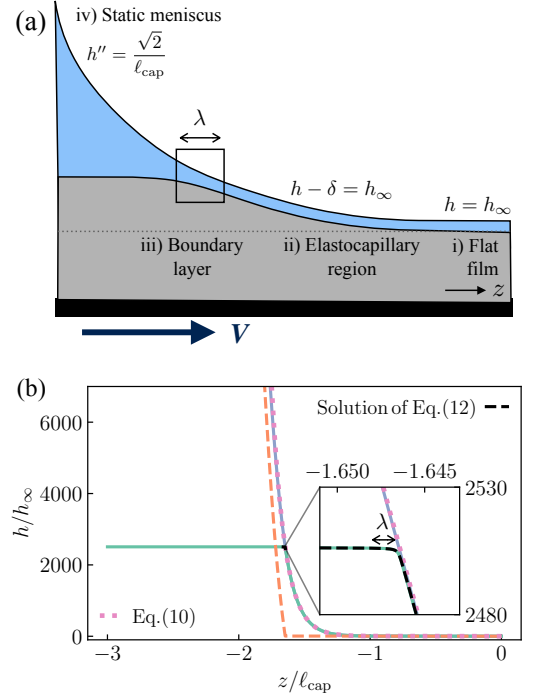 (a)
iv) Static meniscus
h″ = √2 / ℓcap
λ
h − δ = h∞
h = h∞
iii) Boundary
layer
ii) Elastocapillary
region
i) Flat
film
z
V
(b)
6000
4000
2000
0
h/h∞
Solution of Eq.(12)
−1.650
−1.645
2530
2480
λ
Eq.(10)
−3
−2
−1
0
z/ℓcap